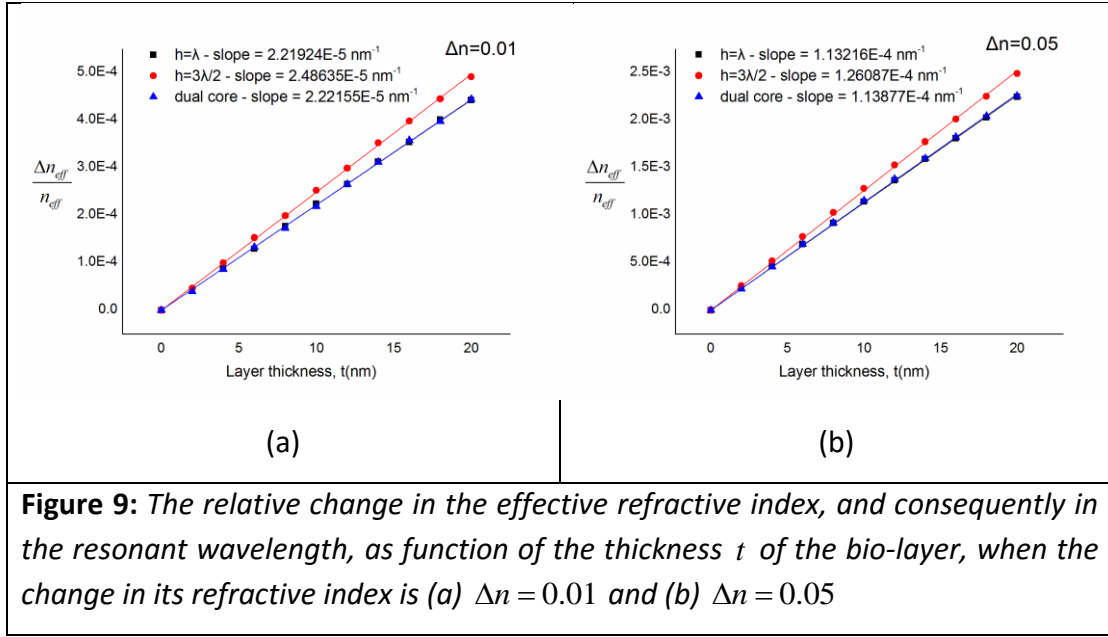 Δn=0.01
h=λ - slope = 2.21924E-5 nm⁻¹
h=3λ/2 - slope = 2.48635E-5 nm⁻¹
dual core - slope = 2.22155E-5 nm⁻¹
5.0E-4
4.0E-4
3.0E-4
2.0E-4
1.0E-4
0.0
Δn_eff
n_eff
0 5 10 15 20
Layer thickness, t(nm)
(a)
Δn=0.05
h=λ - slope = 1.13216E-4 nm⁻¹
h=3λ/2 - slope = 1.26087E-4 nm⁻¹
dual core - slope = 1.13877E-4 nm⁻¹
2.5E-3
2.0E-3
1.5E-3
1.0E-3
5.0E-4
0.0
Δn_eff
n_eff
0 5 10 15 20
Layer thickness, t(nm)
(b)
Figure 9: The relative change in the effective refractive index, and consequently in
the resonant wavelength, as function of the thickness t of the bio-layer, when the
change in its refractive index is (a) Δn = 0.01 and (b) Δn = 0.05